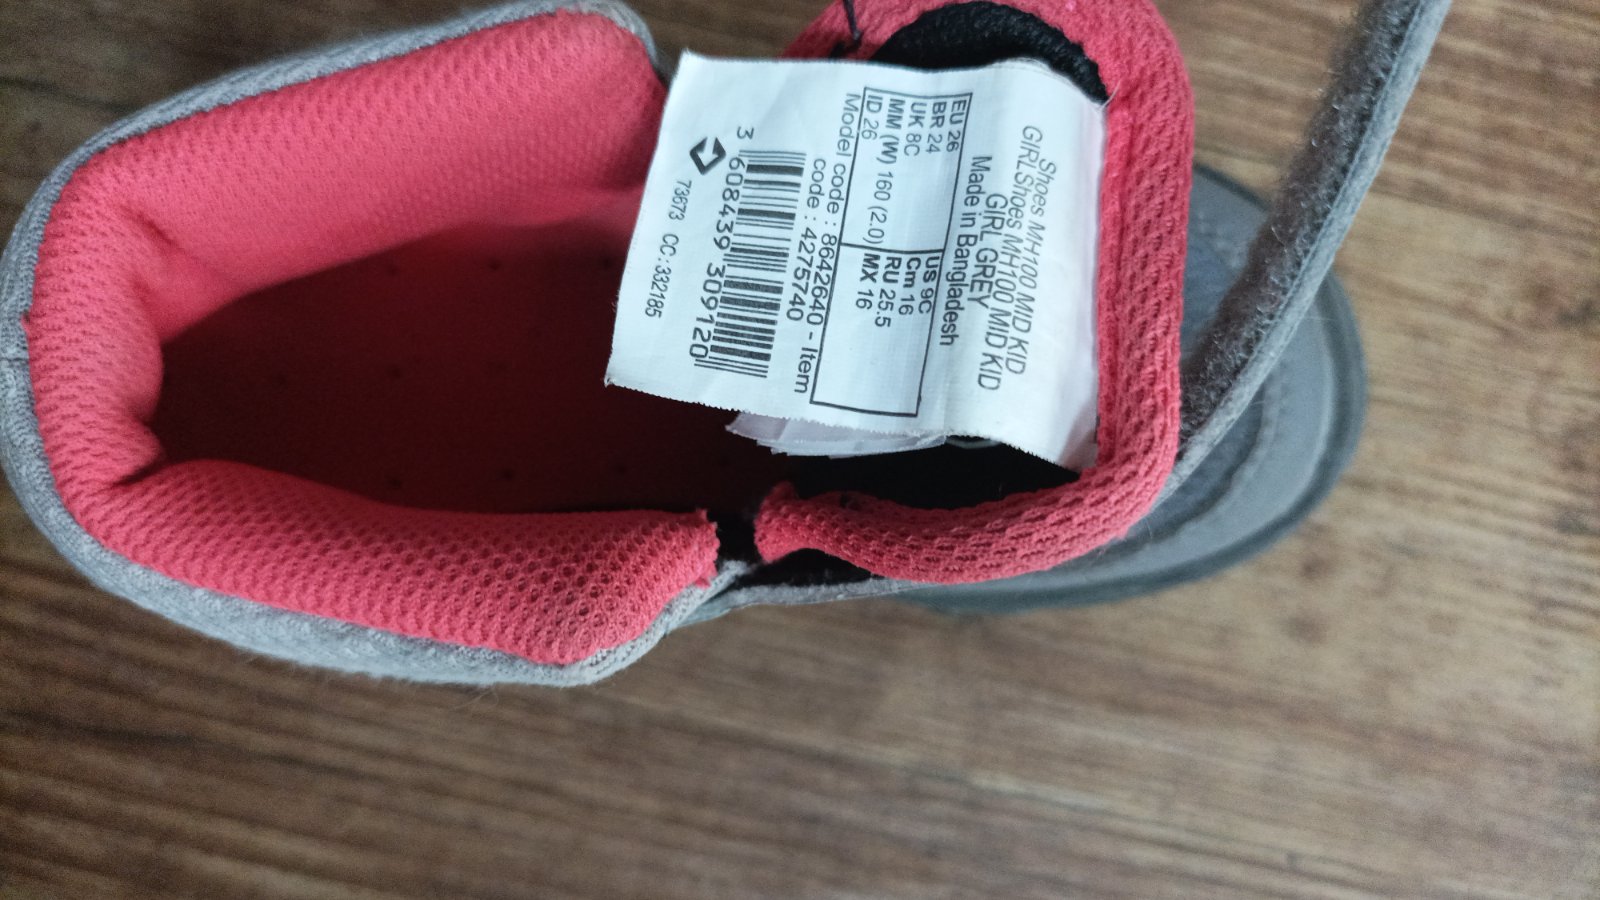 Shoes MH100 MID KID
GIRLShoes MH100 MID KID
GIRL GREY
Made in Bangladesh
EU 26
US 9C
BR 24
Cm 16
UK 8C
RU 25.5
MM (W) 160 (2.0)
MX 16
ID 26
Model code : 8642640 - Item
code : 4275740
3 608439 309120
73673 CC:332185